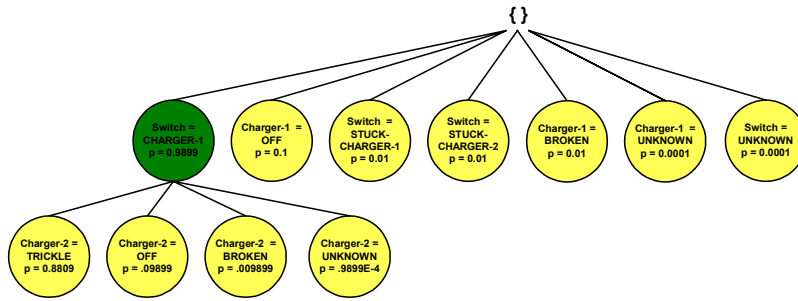 { }
Switch =
CHARGER-1
p = 0.9899
Charger-1 =
OFF
p = 0.1
Switch =
STUCK-
CHARGER-1
p = 0.01
Switch =
STUCK-
CHARGER-2
p = 0.01
Charger-1 =
BROKEN
p = 0.01
Charger-1 =
UNKNOWN
p = 0.0001
Switch =
UNKNOWN
p = 0.0001
Charger-2 =
TRICKLE
p = 0.8809
Charger-2 =
OFF
p = .09899
Charger-2 =
BROKEN
p = .009899
Charger-2 =
UNKNOWN
p = .9899E-4